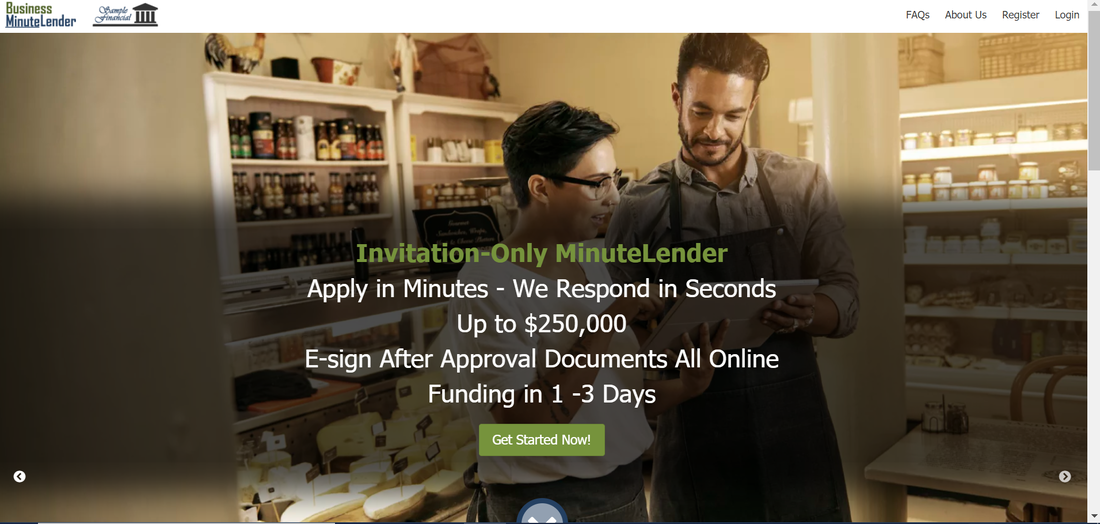 Business
MinuteLender
Sample
Financial
FAQs About Us Register Login
Invitation-Only MinuteLender
Apply in Minutes - We Respond in Seconds
Up to $250,000
E-sign After Approval Documents All Online
Funding in 1 -3 Days
Get Started Now!